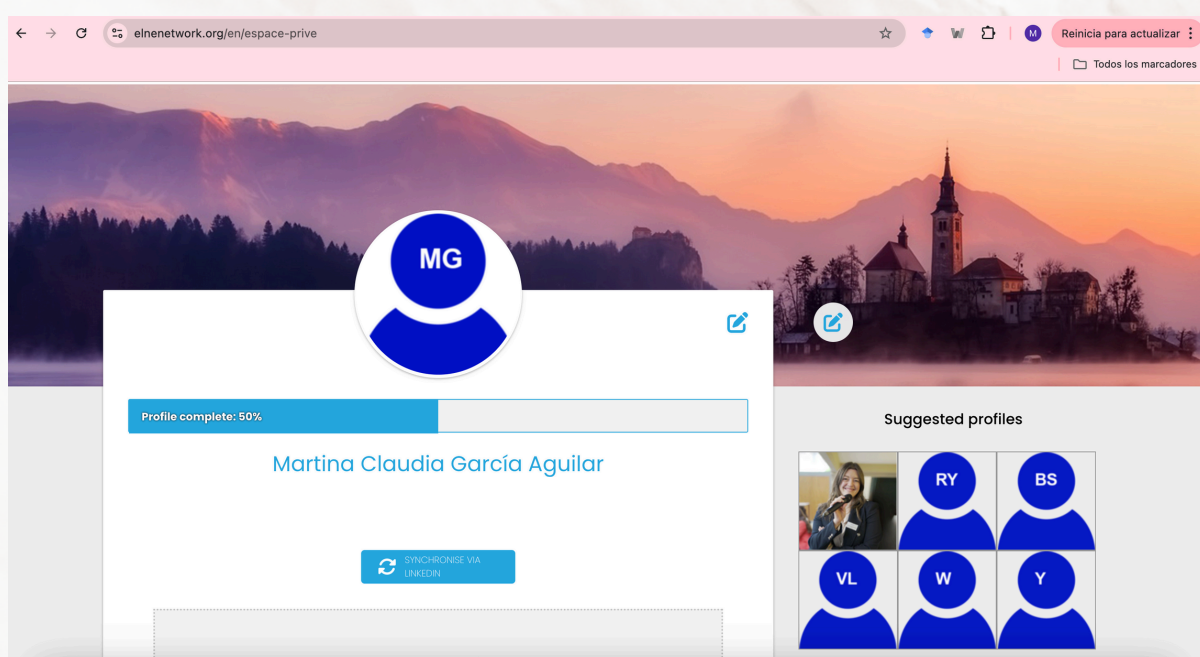 elnenetwork.org/en/espace-prive
M
Reinicia para actualizar
Todos los marcadores
MG
Profile complete: 50%
Martina Claudia García Aguilar
SYNCHRONISE VIA
LINKEDIN
Suggested profiles
RY
BS
VL
W
Y